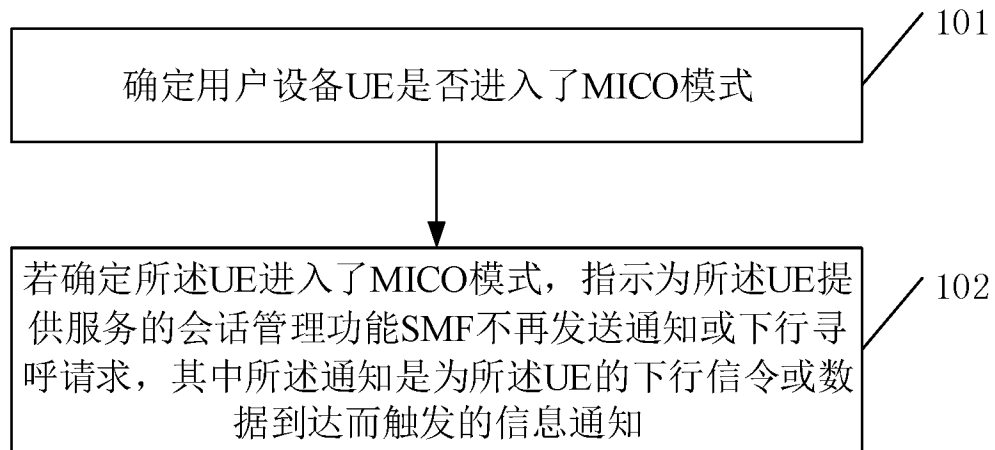 101
确定用户设备UE是否进入了MICO模式
102
若确定所述UE进入了MICO模式，指示为所述UE提
供服务的会话管理功能SMF不再发送通知或下行寻
呼请求，其中所述通知是为所述UE的下行信令或数
据到达而触发的信息通知